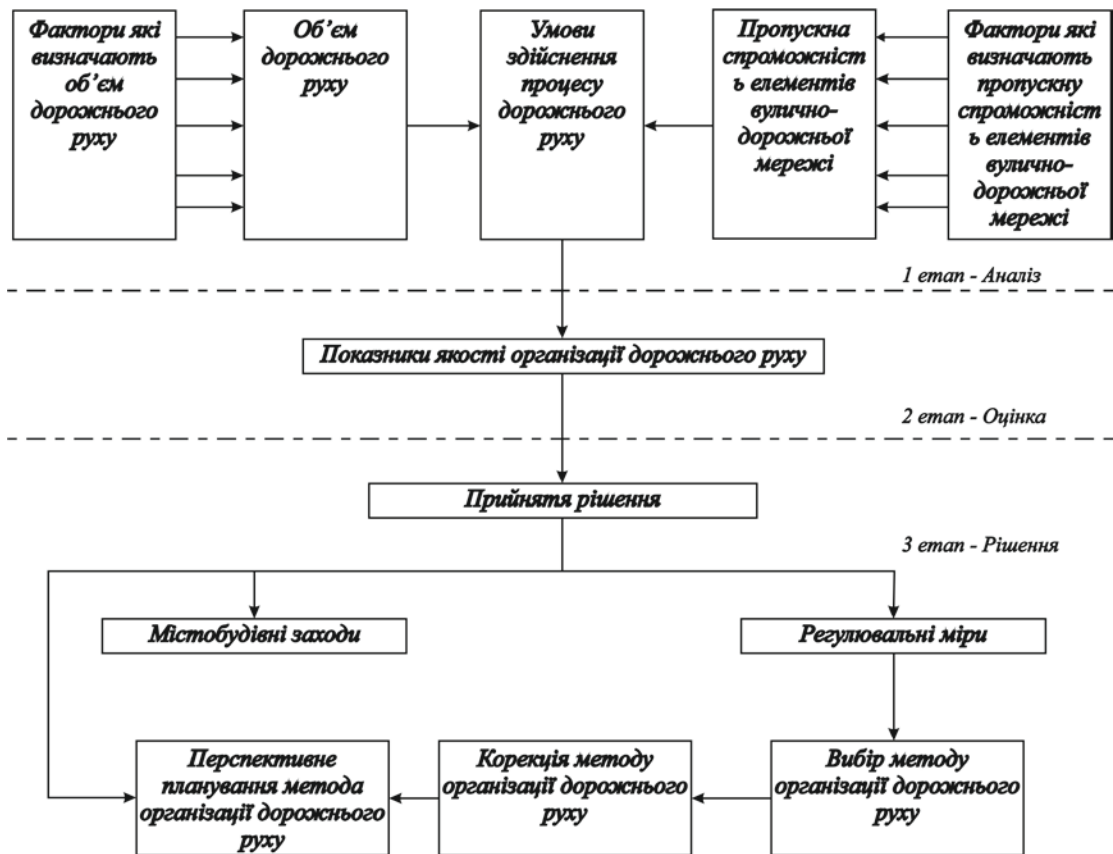 Фактори які
визначають
об’єм
дорожнього
руху
Об’єм
дорожнього
руху
Умови
здійснення
процесу
дорожнього
руху
Пропускна
спроможніст
ь елементів
вулично-
дорожньої
мережі
Фактори які
визначають
пропускну
спроможніст
ь елементів
вулично-
дорожньої
мережі
1 етап - Аналіз
Показники якості організації дорожнього руху
2 етап - Оцінка
Прийнятя рішення
3 етап - Рішення
Містобудівні заходи
Регулювальні міри
Перспективне
планування метода
організації дорожнього
руху
Корекція методу
організації дорожнього
руху
Вибір методу
організації дорожнього
руху